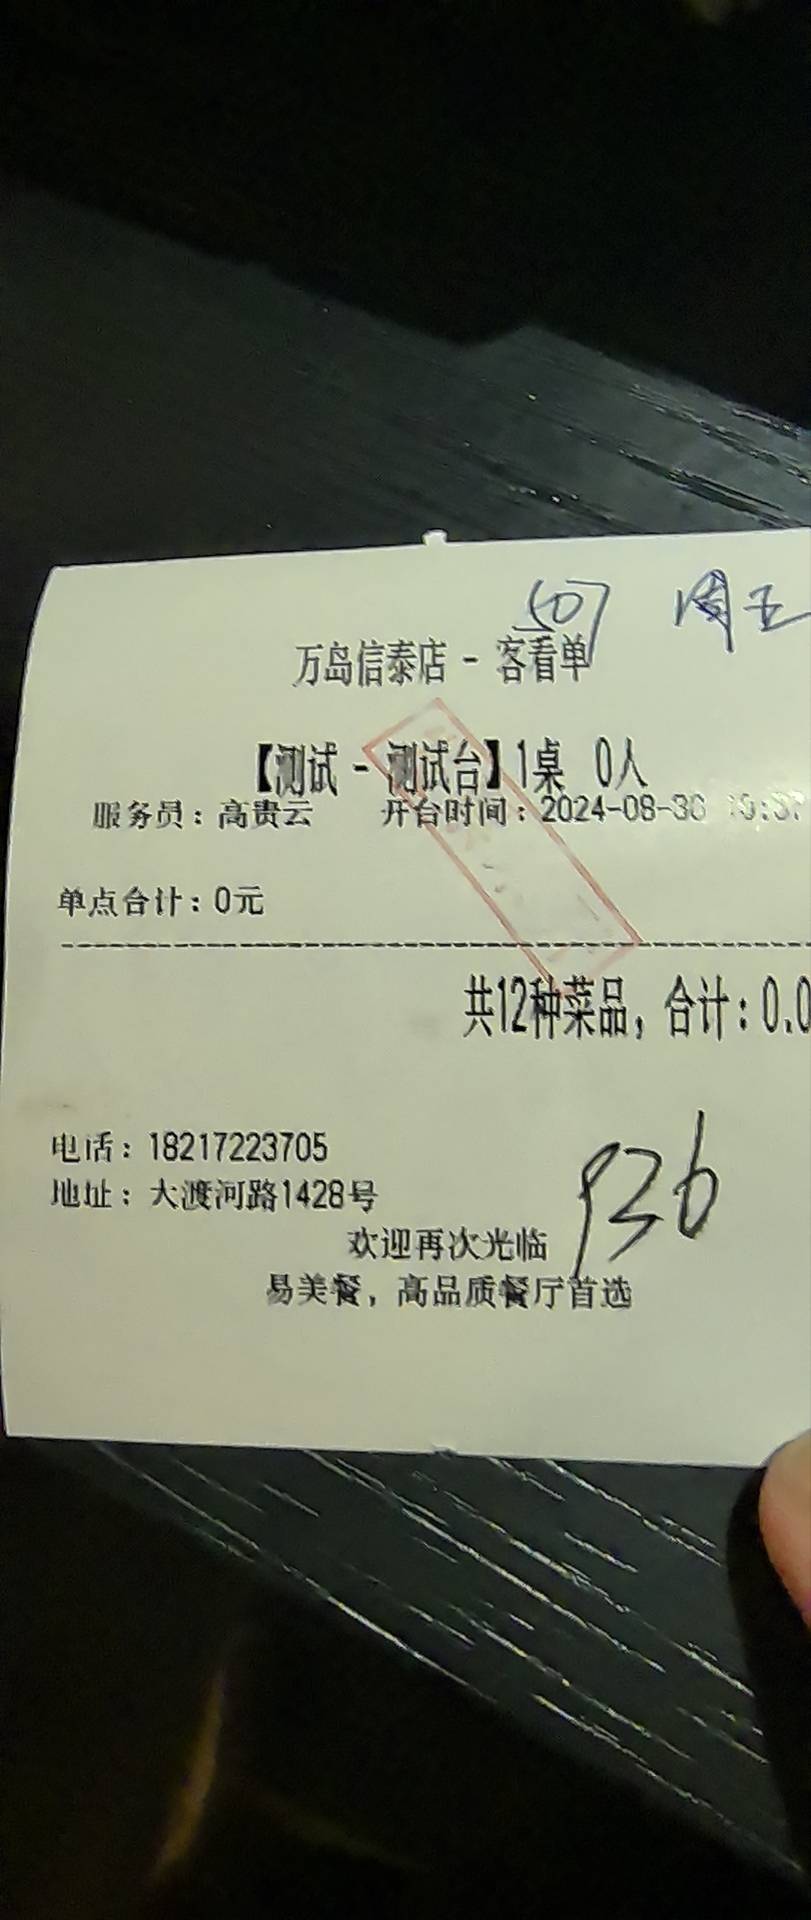 507 周五
万岛信泰店 - 客看单
【测试 - 测试台】1桌 0人
服务员：高贵云 开台时间：2024-08-30
单点合计：0元
共12种菜品，合计：0.0
电话：18217223705
地址：大渡河路1428号
936
欢迎再次光临
易美餐，高品质餐厅首选